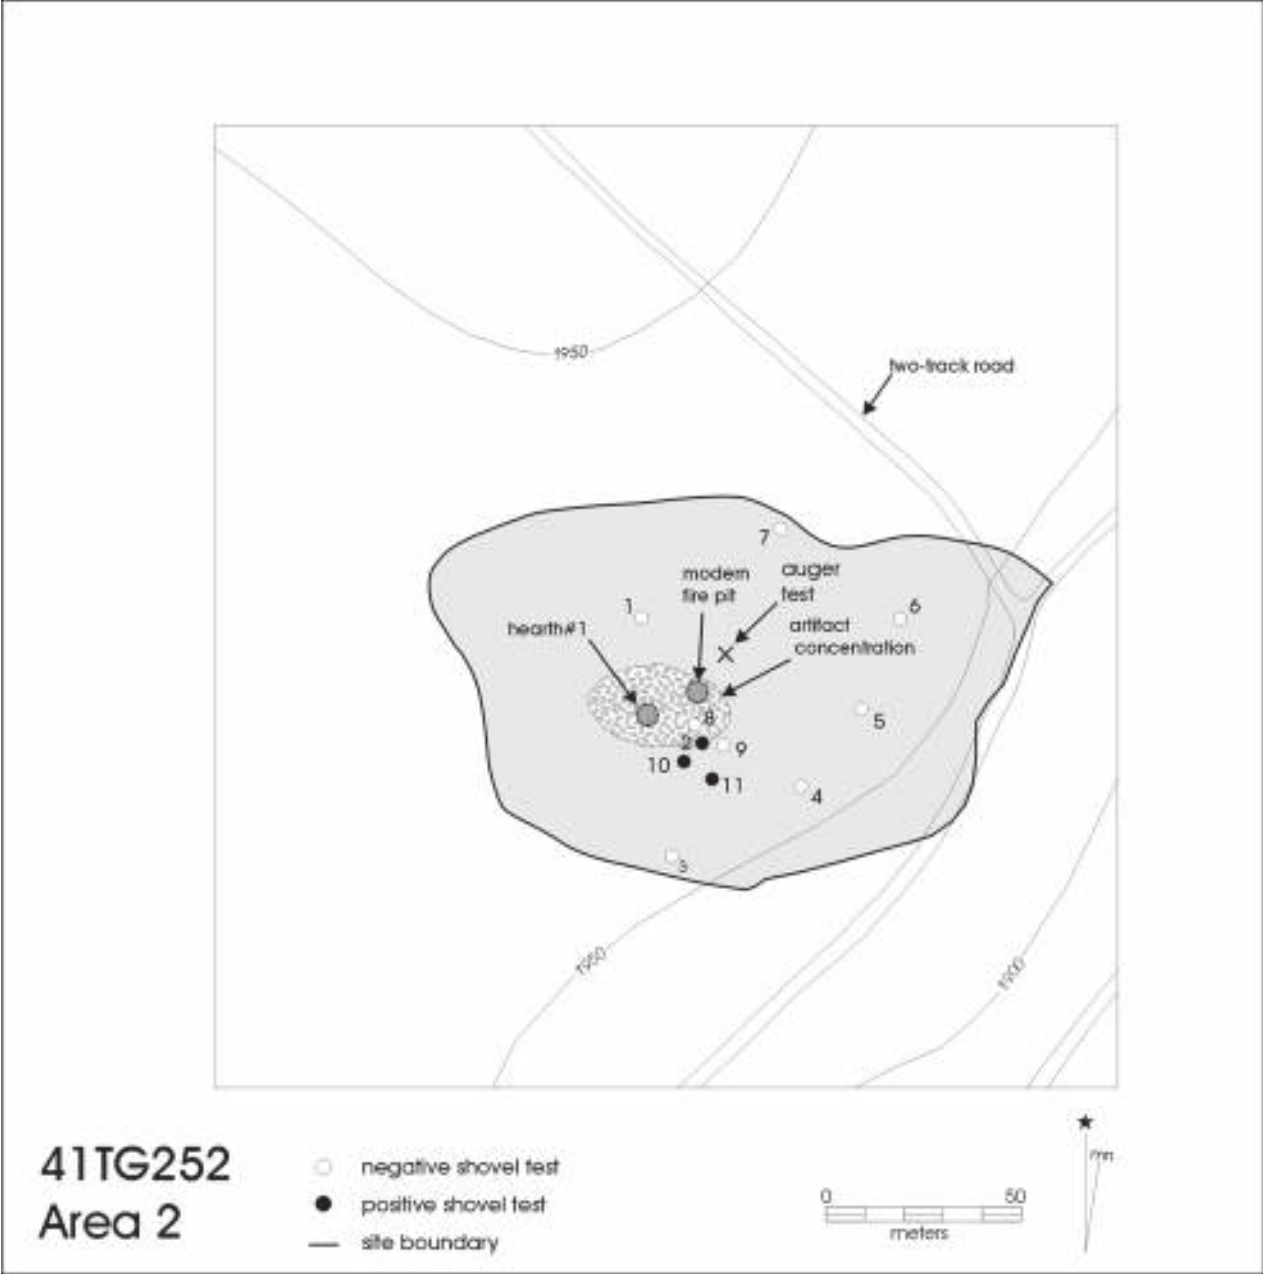 1950
two-track road
7
modern
fire pit
auger
test
1
6
hearth#1
artifact
concentration
8
5
2
9
10
11
4
3
1950
1900
41TG252
Area 2
negative shovel test
positive shovel test
site boundary
0 50
meters
mn